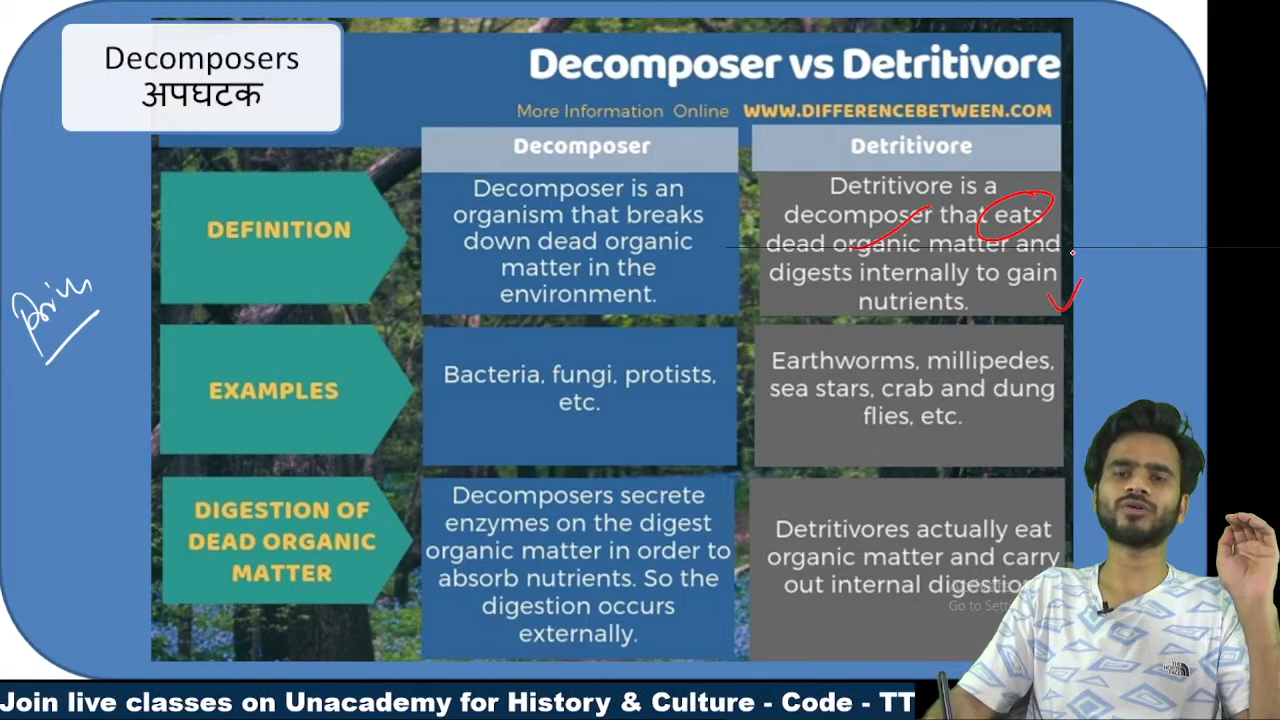 Decomposers
अपघटक
Decomposer vs Detritivore
More Information Online WWW.DIFFERENCEBETWEEN.COM
Decomposer
Detritivore
DEFINITION
Decomposer is an
organism that breaks
down dead organic
matter in the
environment.
Detritivore is a
decomposer that eats
dead organic matter and
digests internally to gain
nutrients.
EXAMPLES
Bacteria, fungi, protists,
etc.
Earthworms, millipedes,
sea stars, crab and dung
flies, etc.
DIGESTION OF
DEAD ORGANIC
MATTER
Decomposers secrete
enzymes on the digest
organic matter in order to
absorb nutrients. So the
digestion occurs
externally.
Detritivores actually eat
organic matter and carry
out internal digestion.
Go to
Join live classes on Unacademy for History & Culture - Code - TT